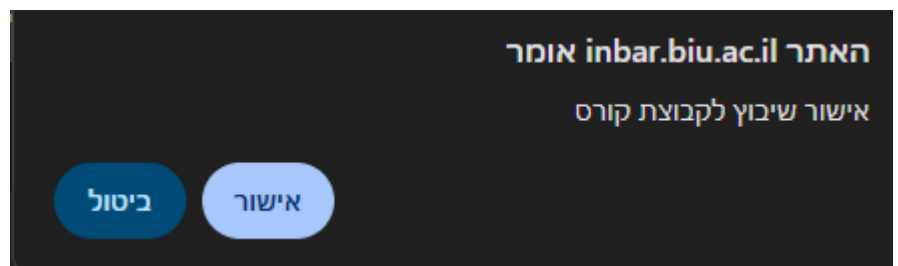 האתר inbar.biu.ac.il אומר
אישור שיבוץ לקבוצת קורס
אישור ביטול